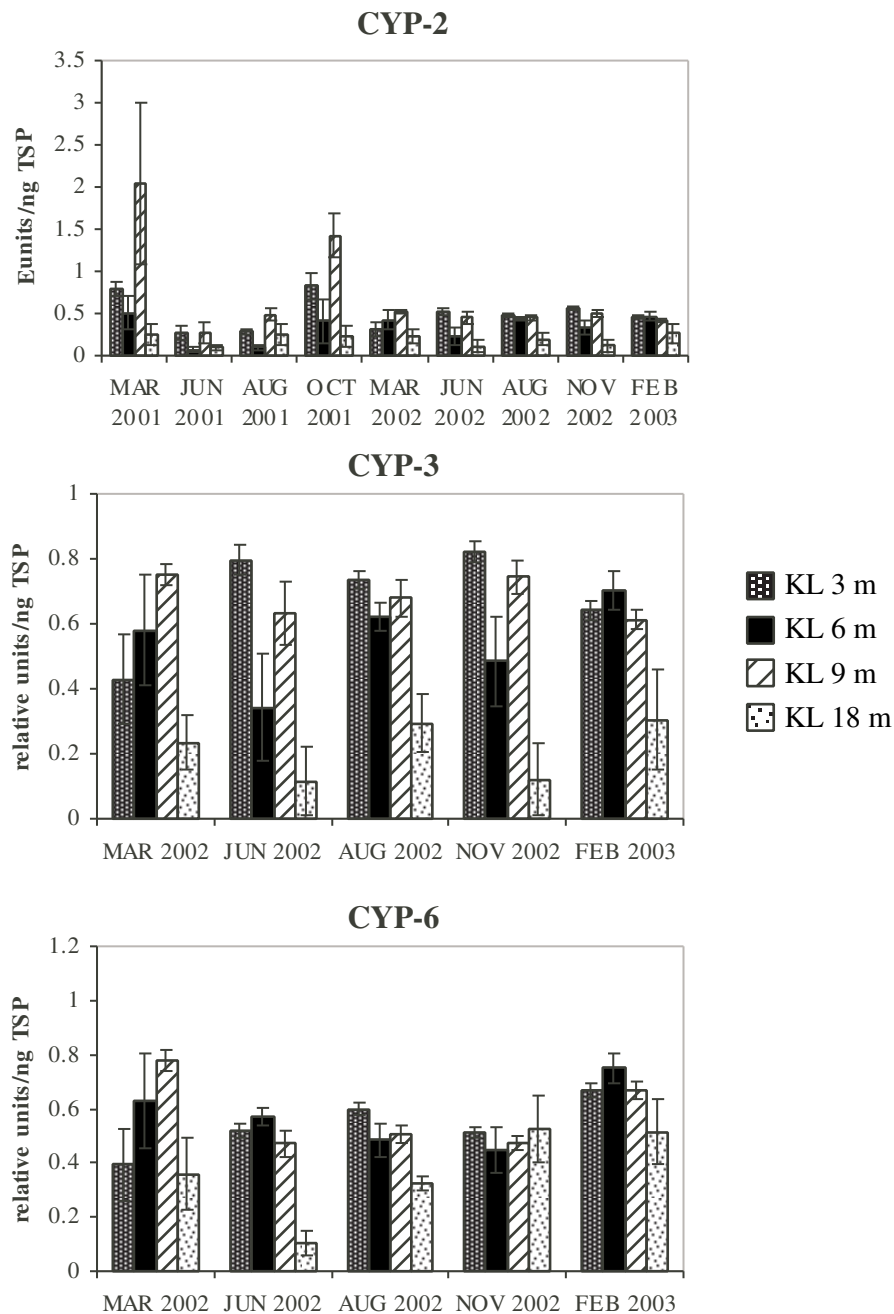 CYP-2
Eunits/ng TSP
3.5
3
2.5
2
1.5
1
0.5
0
MAR JUN AUG OCT MAR JUN AUG NOV FEB
2001 2001 2001 2001 2002 2002 2002 2002 2003
CYP-3
relative units/ng TSP
1
0.8
0.6
0.4
0.2
0
MAR 2002 JUN 2002 AUG 2002 NOV 2002 FEB 2003
KL 3 m
KL 6 m
KL 9 m
KL 18 m
CYP-6
relative units/ng TSP
1.2
1
0.8
0.6
0.4
0.2
0
MAR 2002 JUN 2002 AUG 2002 NOV 2002 FEB 2003